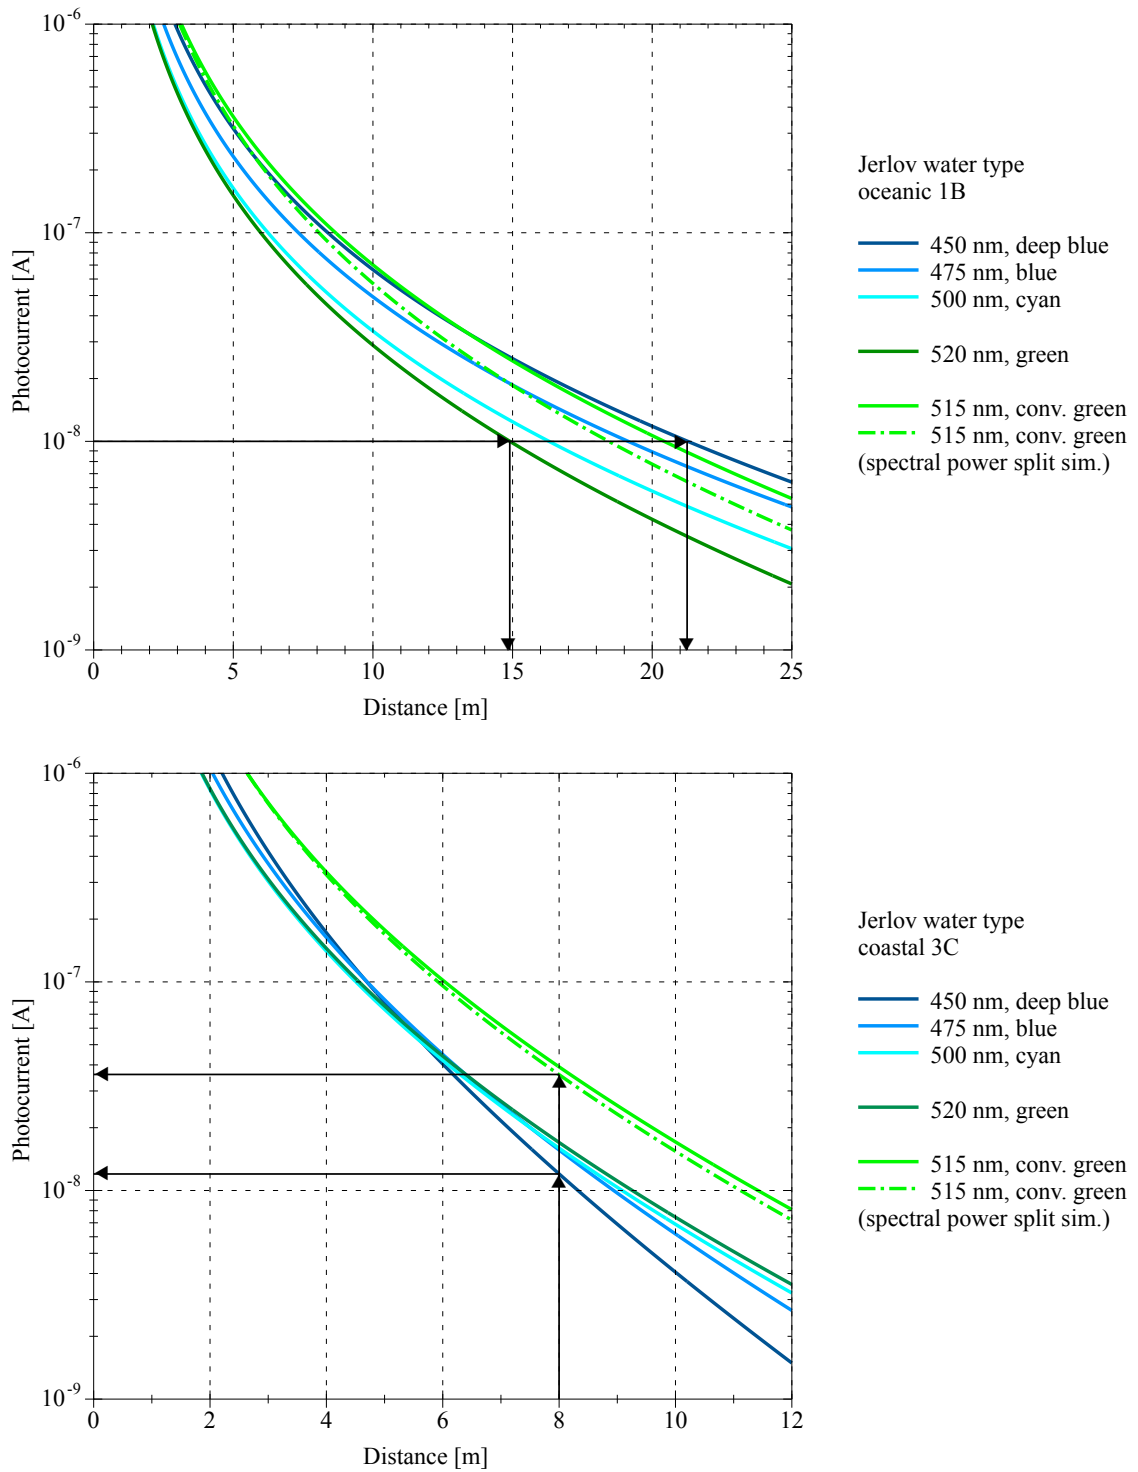 10^-6
10^-7
10^-8
10^-9
Photocurrent [A]
0 5 10 15 20 25
Distance [m]
Jerlov water type
oceanic 1B
450 nm, deep blue
475 nm, blue
500 nm, cyan
520 nm, green
515 nm, conv. green
515 nm, conv. green
(spectral power split sim.)
10^-6
10^-7
10^-8
10^-9
Photocurrent [A]
0 2 4 6 8 10 12
Distance [m]
Jerlov water type
coastal 3C
450 nm, deep blue
475 nm, blue
500 nm, cyan
520 nm, green
515 nm, conv. green
515 nm, conv. green
(spectral power split sim.)